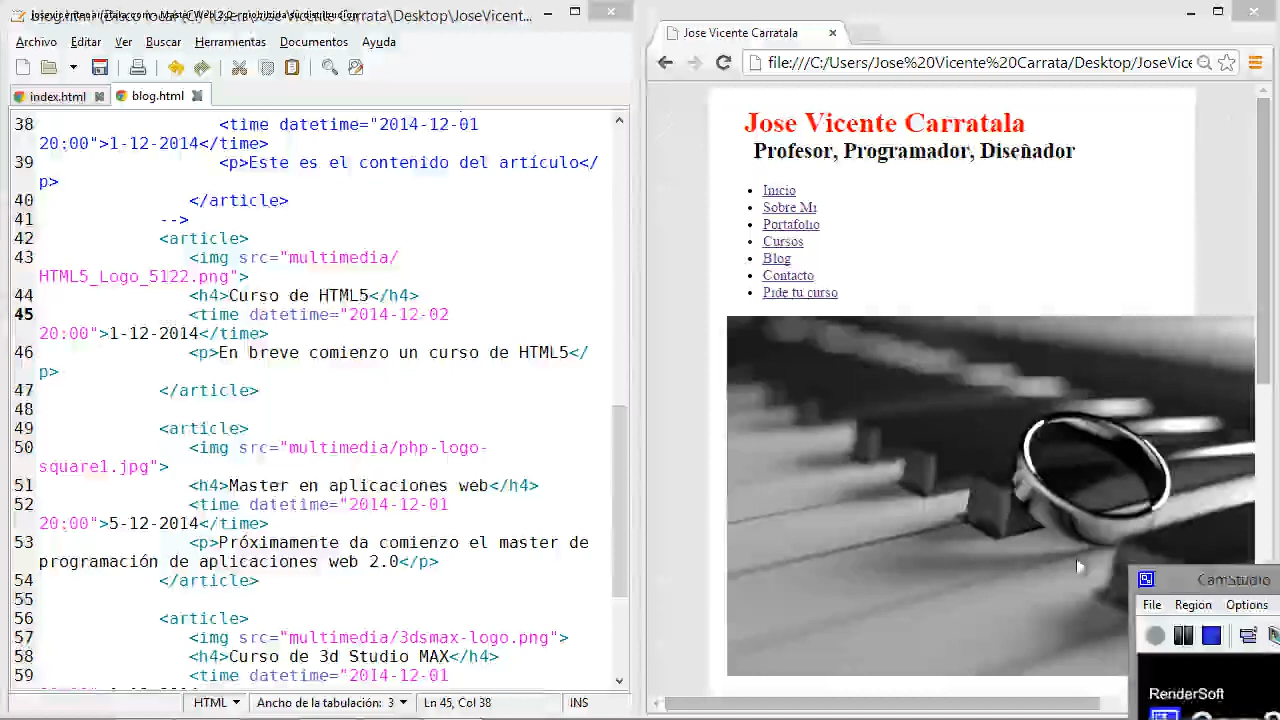 Archivo Editar Ver Buscar Herramientas Documentos Ayuda
index.html blog.html
38 <time datetime="2014-12-01
20:00">1-12-2014</time>
39 <p>Este es el contenido del artículo</
p>
40 </article>
41 -->
42 <article>
43 <img src="multimedia/
HTML5_Logo_5122.png">
44 <h4>Curso de HTML5</h4>
45 <time datetime="2014-12-02
20:00">1-12-2014</time>
46 <p>En breve comienzo un curso de HTML5</
p>
47 </article>
48
49 <article>
50 <img src="multimedia/php-logo-
square1.jpg">
51 <h4>Master en aplicaciones web</h4>
52 <time datetime="2014-12-01
20:00">5-12-2014</time>
53 <p>Próximamente da comienzo el master de
programación de aplicaciones web 2.0</p>
54 </article>
55
56 <article>
57 <img src="multimedia/3dsmax-logo.png">
58 <h4>Curso de 3d Studio MAX</h4>
59 <time datetime="2014-12-01
HTML Ancho de la tabulación: 3 Ln 45, Col 38 INS
Jose Vicente Carratala
file:///C:/Users/Jose%20Vicente%20Carrata/Desktop/JoseVice
Jose Vicente Carratala
Profesor, Programador, Diseñador
Inicio
Sobre Mi
Portafolio
Cursos
Blog
Contacto
Pide tu curso
CamStudio
File Region Options
RenderSoft